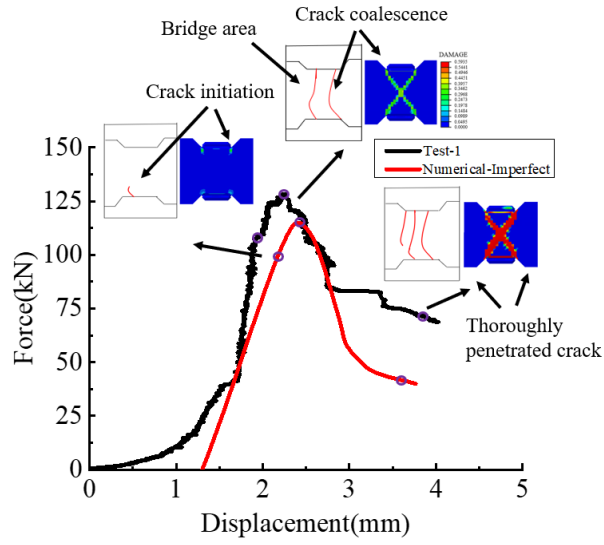 Crack coalescence
Bridge area
DAMAGE
Crack initiation
150
125
100
75
50
25
0
Force(kN)
Test-1
Numerical-Imperfect
Thoroughly
penetrated crack
0
1
2
3
4
5
Displacement(mm)